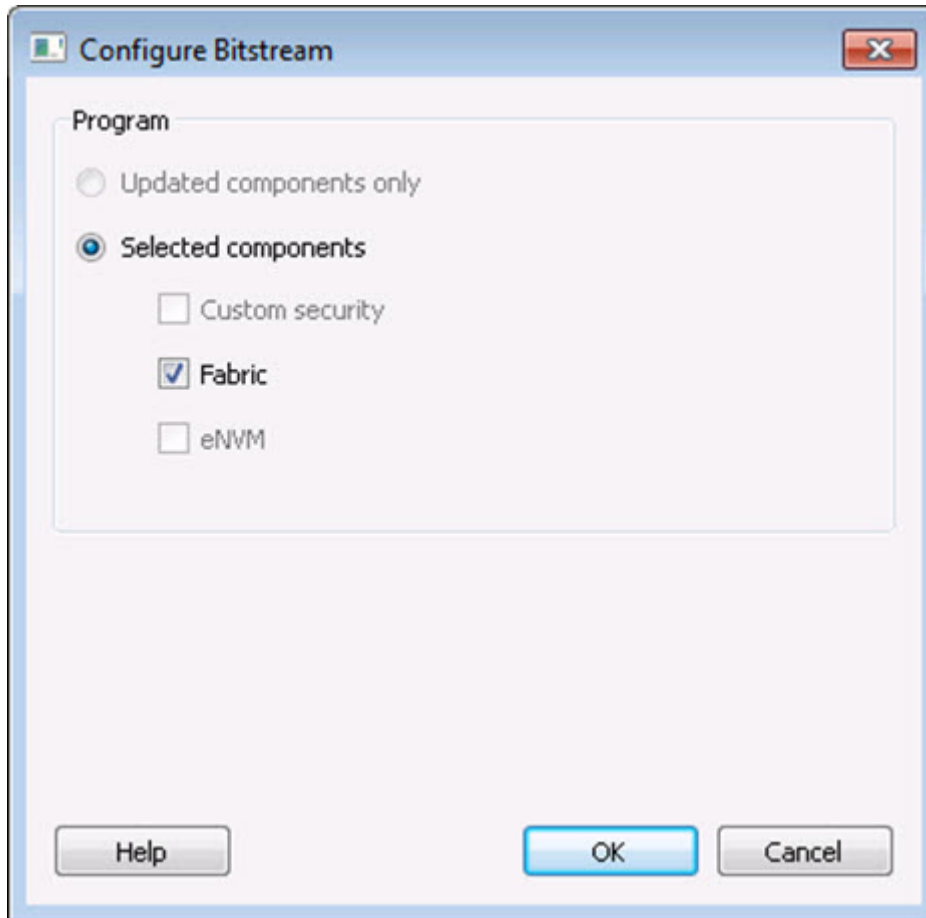 Configure Bitstream
Program
Updated components only
Selected components
Custom security
Fabric
eNVM
Help
OK
Cancel